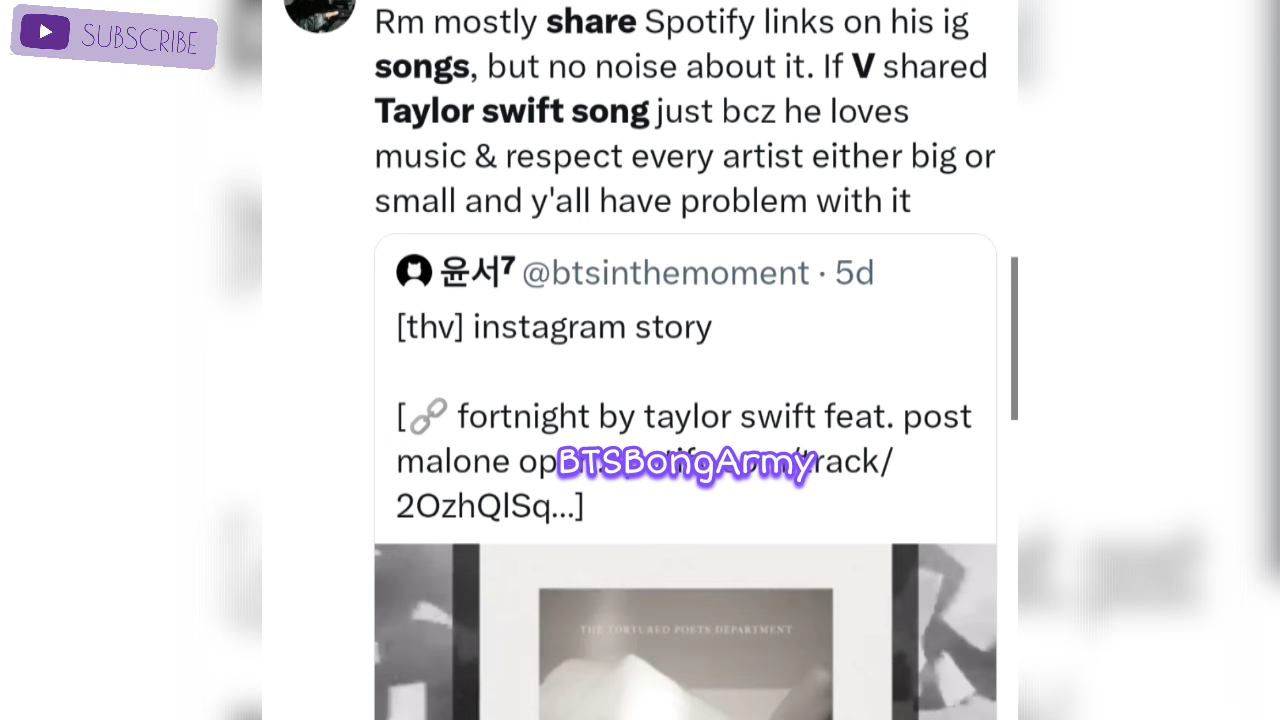 SUBSCRIBE
Rm mostly share Spotify links on his ig
songs, but no noise about it. If V shared
Taylor swift song just bcz he loves
music & respect every artist either big or
small and y'all have problem with it
윤서⁷ @btsinthemoment · 5d
[thv] instagram story
[🔗 fortnight by taylor swift feat. post
malone op
BTSBongArmy
track/
2OzhQlSq...]
THE TORTURED POETS DEPARTMENT